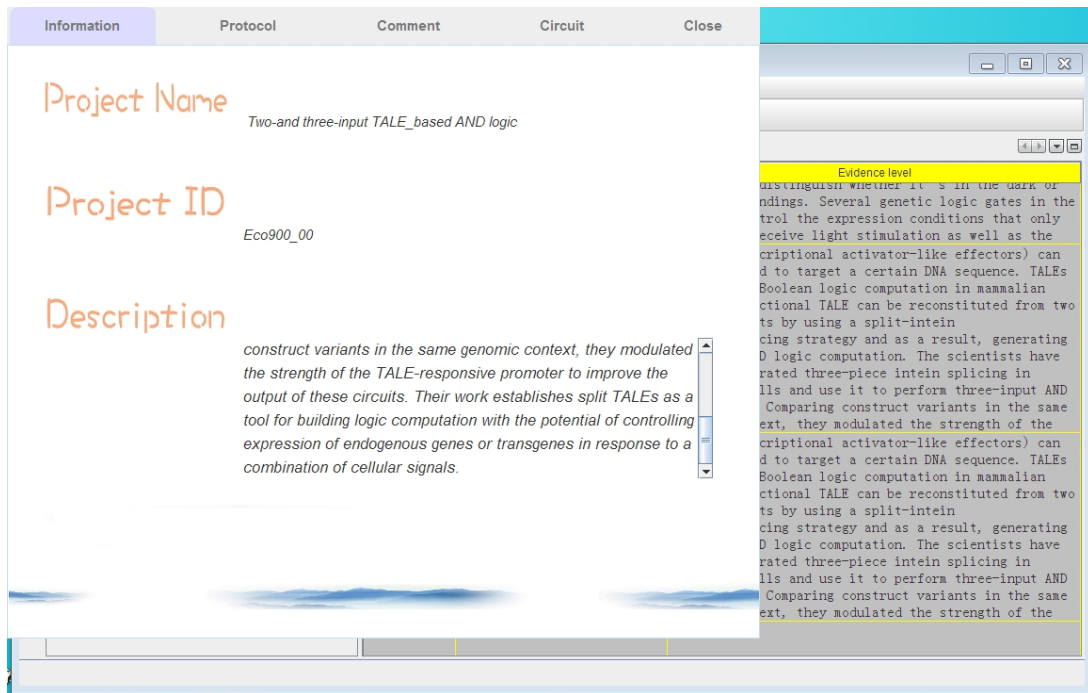 Information Protocol Comment Circuit Close
Project Name
Two-and three-input TALE_based AND logic
Project ID
Eco900_00
Description
construct variants in the same genomic context, they modulated
the strength of the TALE-responsive promoter to improve the
output of these circuits. Their work establishes split TALEs as a
tool for building logic computation with the potential of controlling
expression of endogenous genes or transgenes in response to a
combination of cellular signals.
Evidence level
distinguish whether it's in the dark or
ndings. Several genetic logic gates in the
trol the expression conditions that only
eceive light stimulation as well as the
criptional activator-like effectors) can
d to target a certain DNA sequence. TALEs
Boolean logic computation in mammalian
ctional TALE can be reconstituted from two
ts by using a split-intein
cing strategy and as a result, generating
D logic computation. The scientists have
rated three-piece intein splicing in
lls and use it to perform three-input AND
Comparing construct variants in the same
ext, they modulated the strength of the
criptional activator-like effectors) can
d to target a certain DNA sequence. TALEs
Boolean logic computation in mammalian
ctional TALE can be reconstituted from two
ts by using a split-intein
cing strategy and as a result, generating
D logic computation. The scientists have
rated three-piece intein splicing in
lls and use it to perform three-input AND
Comparing construct variants in the same
ext, they modulated the strength of the